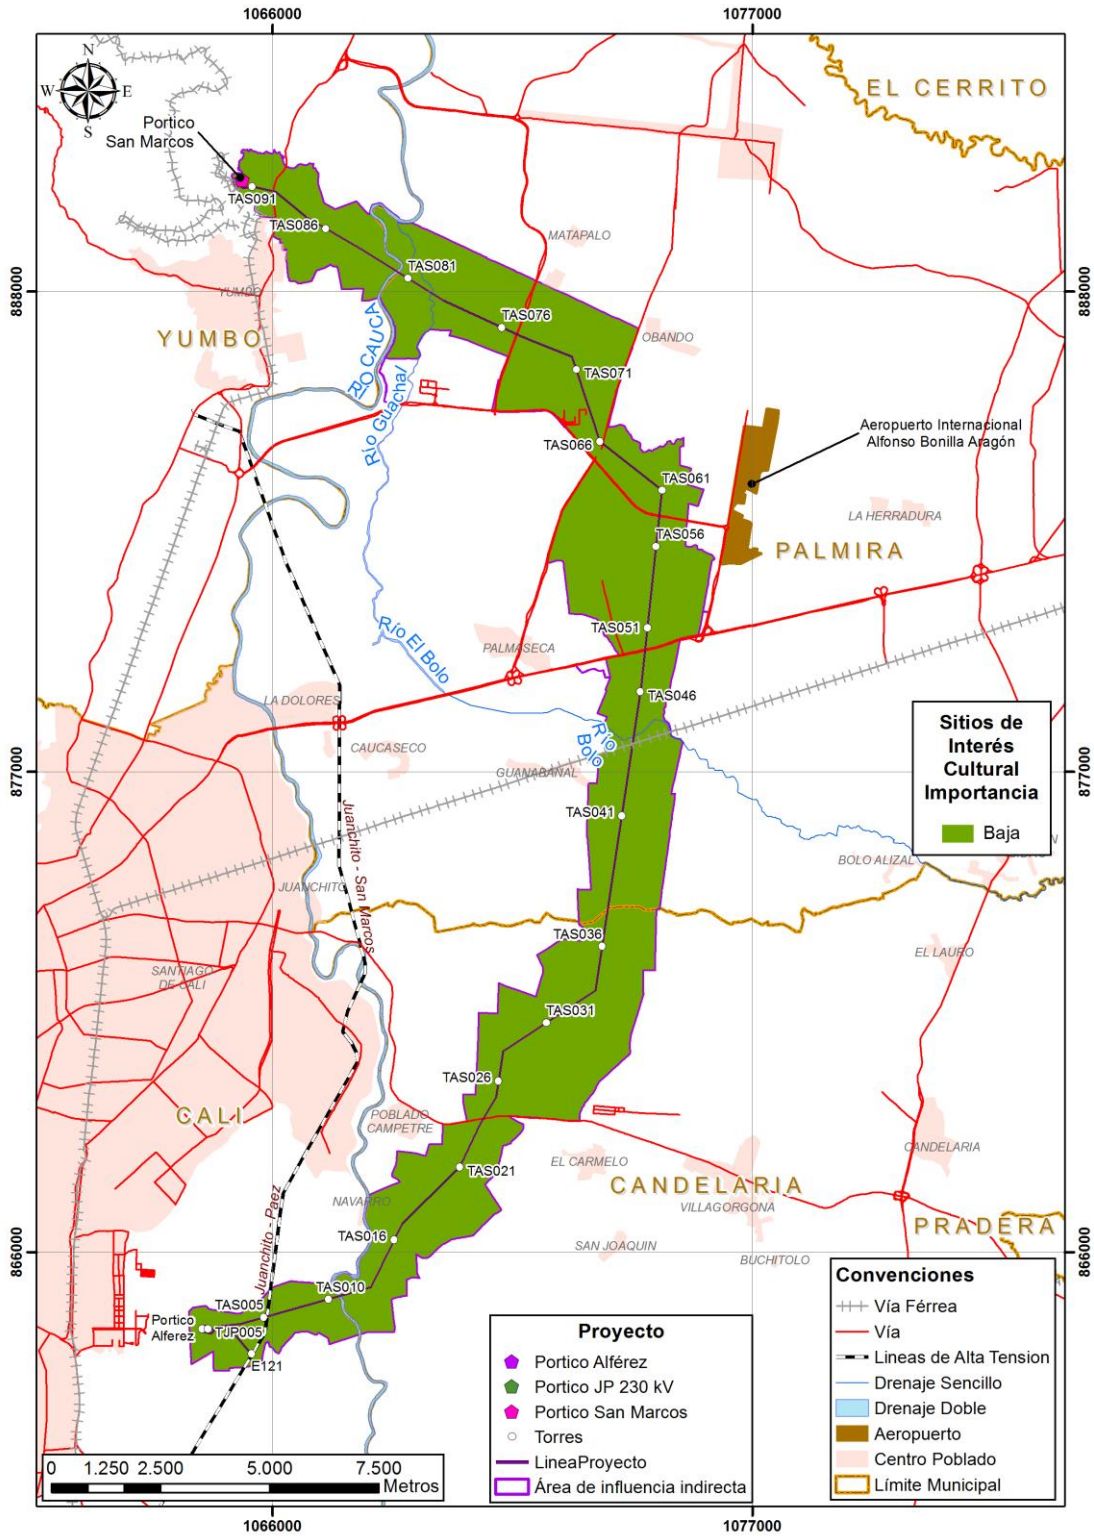 1066000
1077000
N
W
E
S
EL CERRITO
Portico
San Marcos
TAS091
TAS086
MATAPALO
TAS081
888000
888000
YUMBO
TAS076
YUMBO
RÍO CAUCA
OBANDO
TAS071
Río Guachal
Aeropuerto Internacional
Alfonso Bonilla Aragón
TAS066
TAS061
LA HERRADURA
TAS056
PALMIRA
TAS051
Río El Bolo
PALMASECA
LA DOLORES
TAS046
Sitios de
Interés
Cultural
Importancia
Baja
CAUCASECO
Río
Bolo
877000
877000
GUANABANAL
Juanchito - San Marcos
TAS041
BOLO ALIZAL
JUANCHITO
TAS036
EL LAURO
SANTIAGO
DE CALI
TAS031
TAS026
CALI
POBLADO
CAMPETRE
CANDELARIA
EL CARMELO
TAS021
CANDELARIA
VILLAGORGONA
NAVARRO
PRADERA
TAS016
SAN JOAQUIN
866000
866000
BUCHITOLO
Juanchito - Paez
TAS010
TAS005
Portico
Alferez
TJP005
E121
Proyecto
Portico Alférez
Portico JP 230 kV
Portico San Marcos
Torres
LineaProyecto
Área de influencia indirecta
Convenciones
Vía Férrea
Vía
Lineas de Alta Tension
Drenaje Sencillo
Drenaje Doble
Aeropuerto
Centro Poblado
Límite Municipal
0 1.250 2.500 5.000 7.500
Metros
1066000
1077000